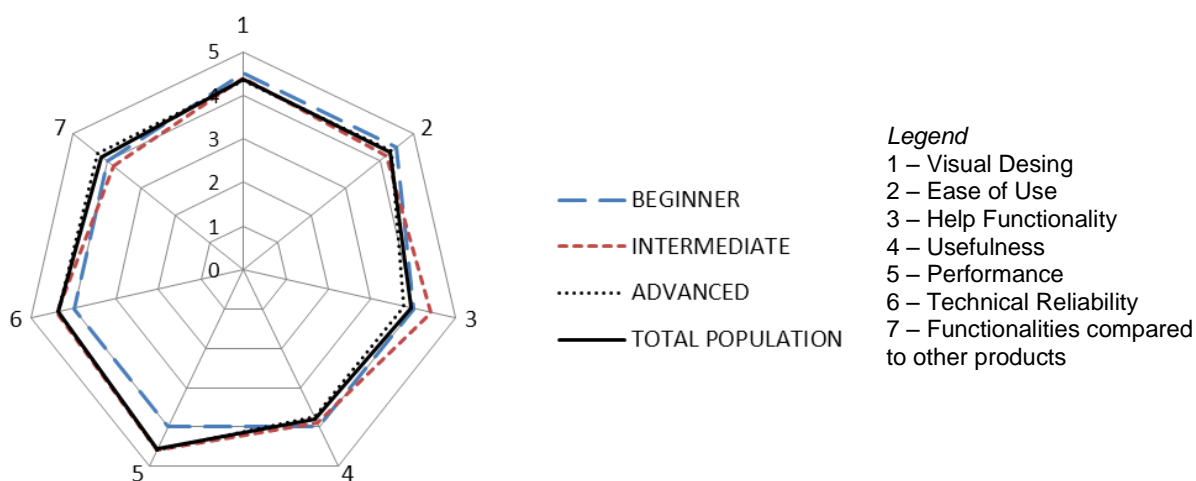 1
5
4
3
2
1
0
7
2
6
3
5
4
BEGINNER
INTERMEDIATE
ADVANCED
TOTAL POPULATION
Legend
1 – Visual Desing
2 – Ease of Use
3 – Help Functionality
4 – Usefulness
5 – Performance
6 – Technical Reliability
7 – Functionalities compared
to other products